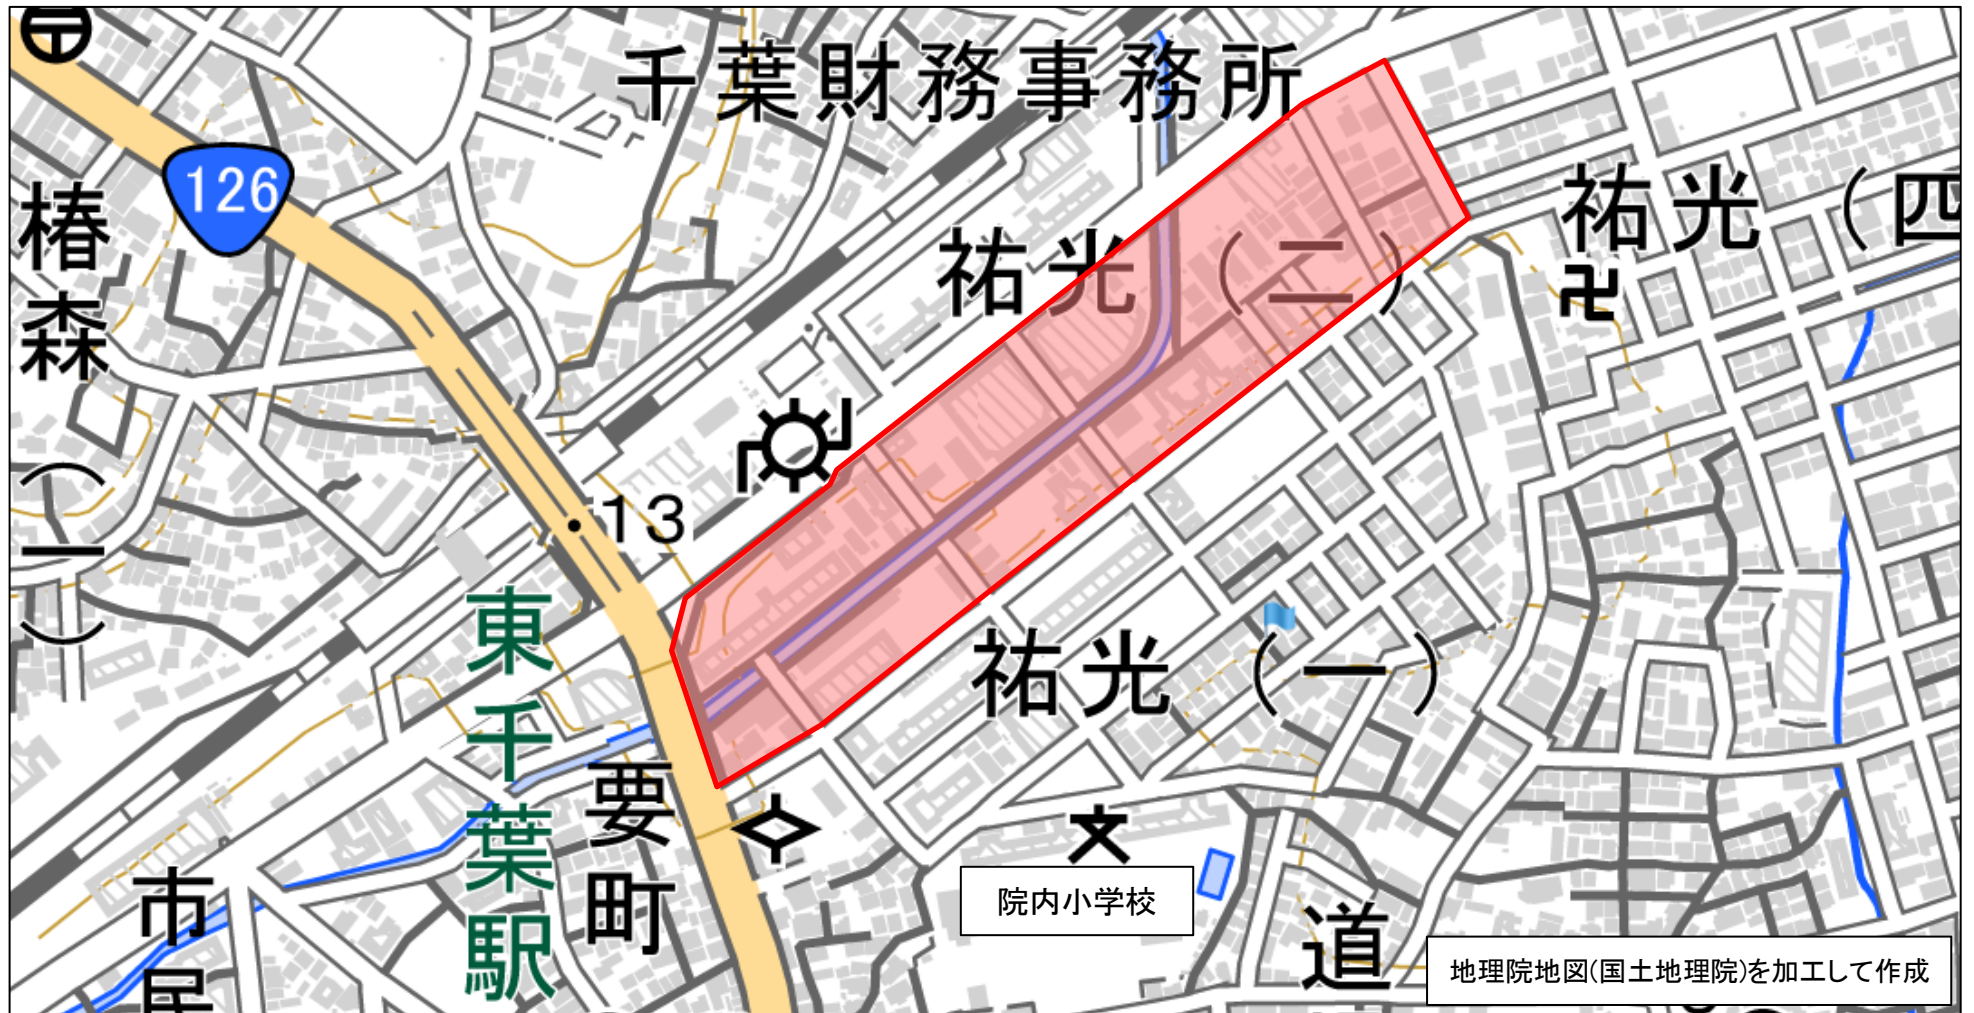 千葉財務事務所
126
椿森(一)
祐光(二)
祐光(四
13
東千葉駅
祐光(一)
要町
院内小学校
市民
道
地理院地図(国土地理院)を加工して作成